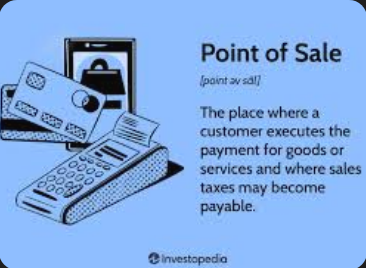 Point of Sale
[point əv sāl]
The place where a
customer executes the
payment for goods or
services and where sales
taxes may become
payable.
Investopedia